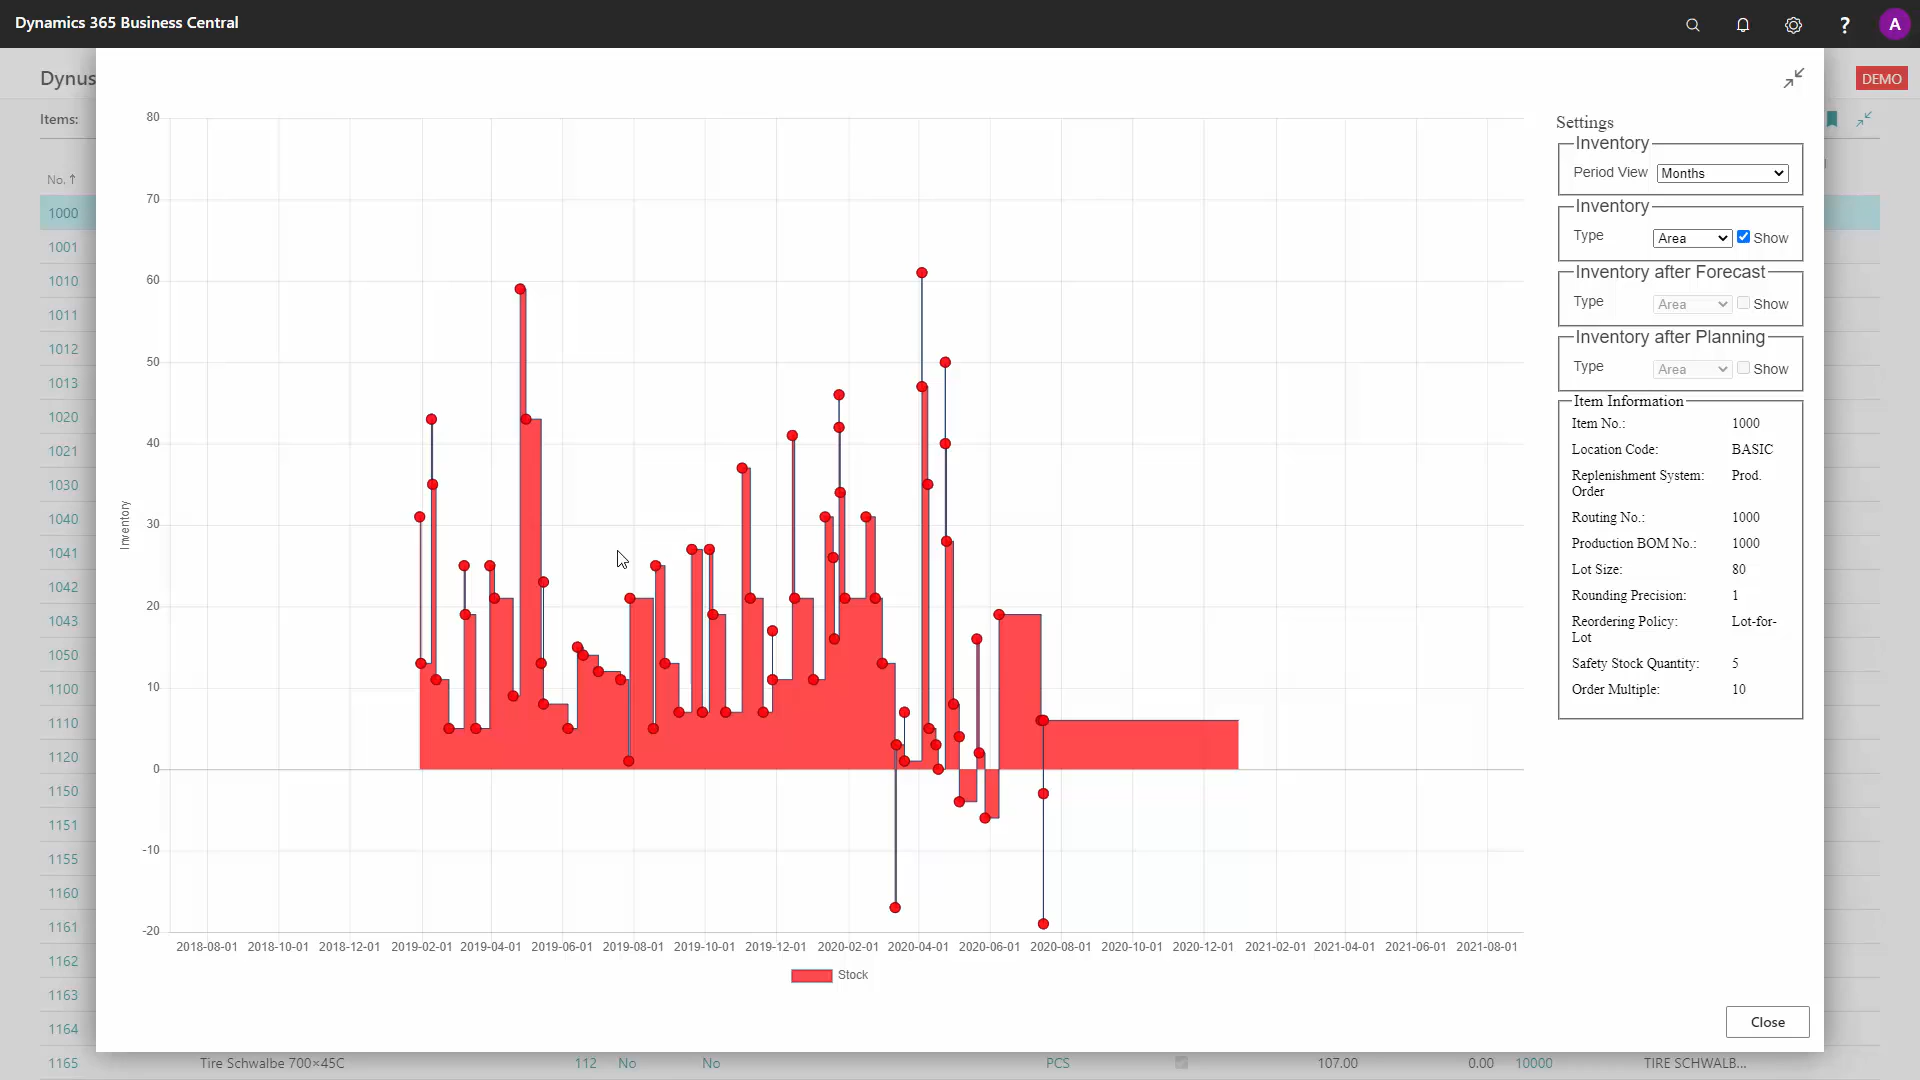 Dynamics 365 Business Central
? A
Dynus
DEMO
Items:
No. ↑
1000
1001
1010
1011
1012
1013
1020
1021
1030
1040
1041
1042
1043
1050
1100
1110
1120
1150
1151
1155
1160
1161
1162
1163
1164
1165 Tire Schwalbe 700×45C 112 No No PCS 107.00 0.00 10000 TIRE SCHWALB...
80
70
60
50
40
30
20
10
0
-10
-20
Inventory
2018-08-01 2018-10-01 2018-12-01 2019-02-01 2019-04-01 2019-06-01 2019-08-01 2019-10-01 2019-12-01 2020-02-01 2020-04-01 2020-06-01 2020-08-01 2020-10-01 2020-12-01 2021-02-01 2021-04-01 2021-06-01 2021-08-01
Stock
Settings
Inventory
Period View Months
Inventory
Type Area Show
Inventory after Forecast
Type Area Show
Inventory after Planning
Type Area Show
Item Information
Item No.: 1000
Location Code: BASIC
Replenishment System: Prod.
Order
Routing No.: 1000
Production BOM No.: 1000
Lot Size: 80
Rounding Precision: 1
Reordering Policy: Lot-for-
Lot
Safety Stock Quantity: 5
Order Multiple: 10
Close